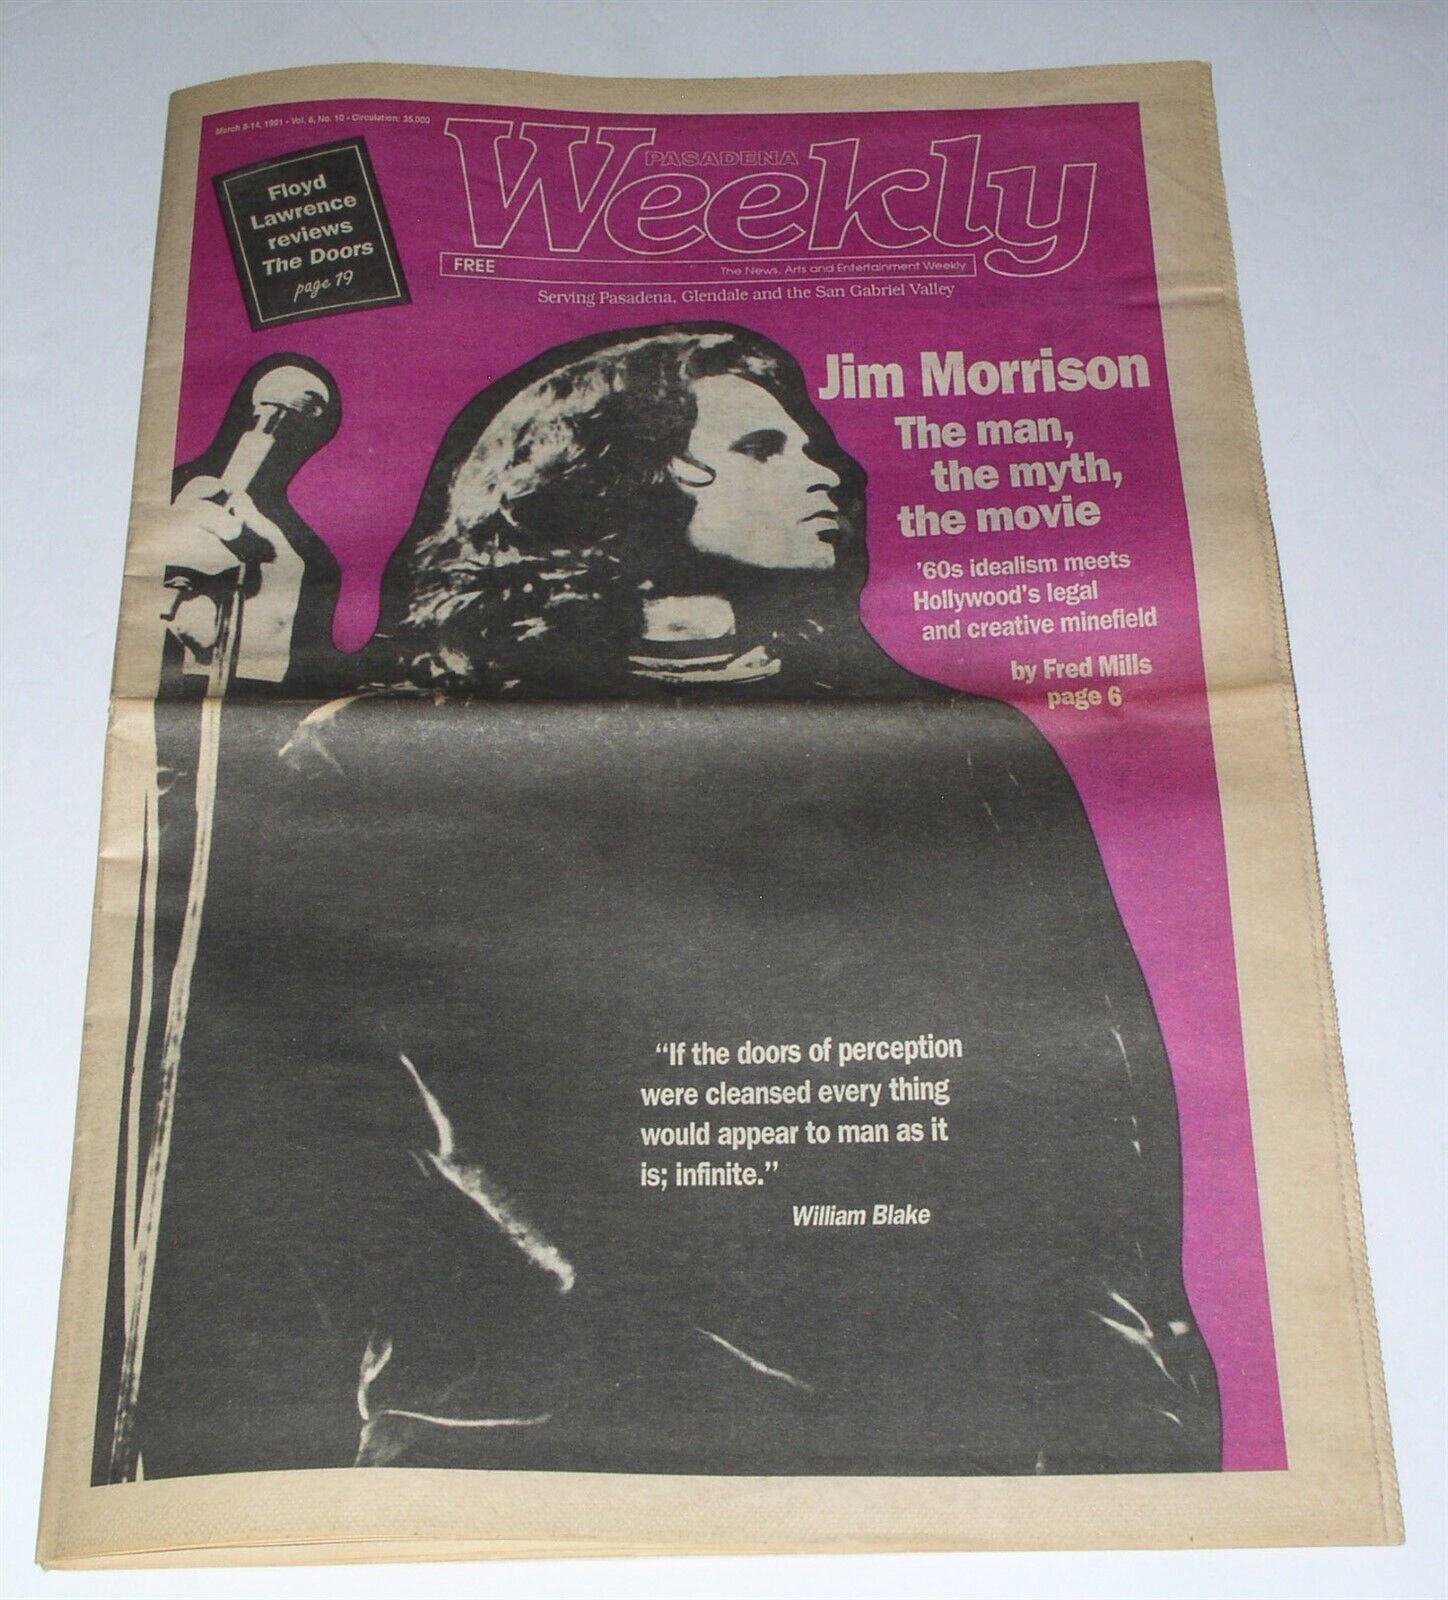 March 8-14, 1991 • Vol. 8, No. 10 • Circulation: 35,000
Floyd
Lawrence
reviews
The Doors
page 19
PASADENA
Weekly
FREE
The News, Arts and Entertainment Weekly
Serving Pasadena, Glendale and the San Gabriel Valley
Jim Morrison
The man,
the myth,
the movie
'60s idealism meets
Hollywood's legal
and creative minefield
by Fred Mills
page 6
"If the doors of perception
were cleansed every thing
would appear to man as it
is; infinite."
William Blake